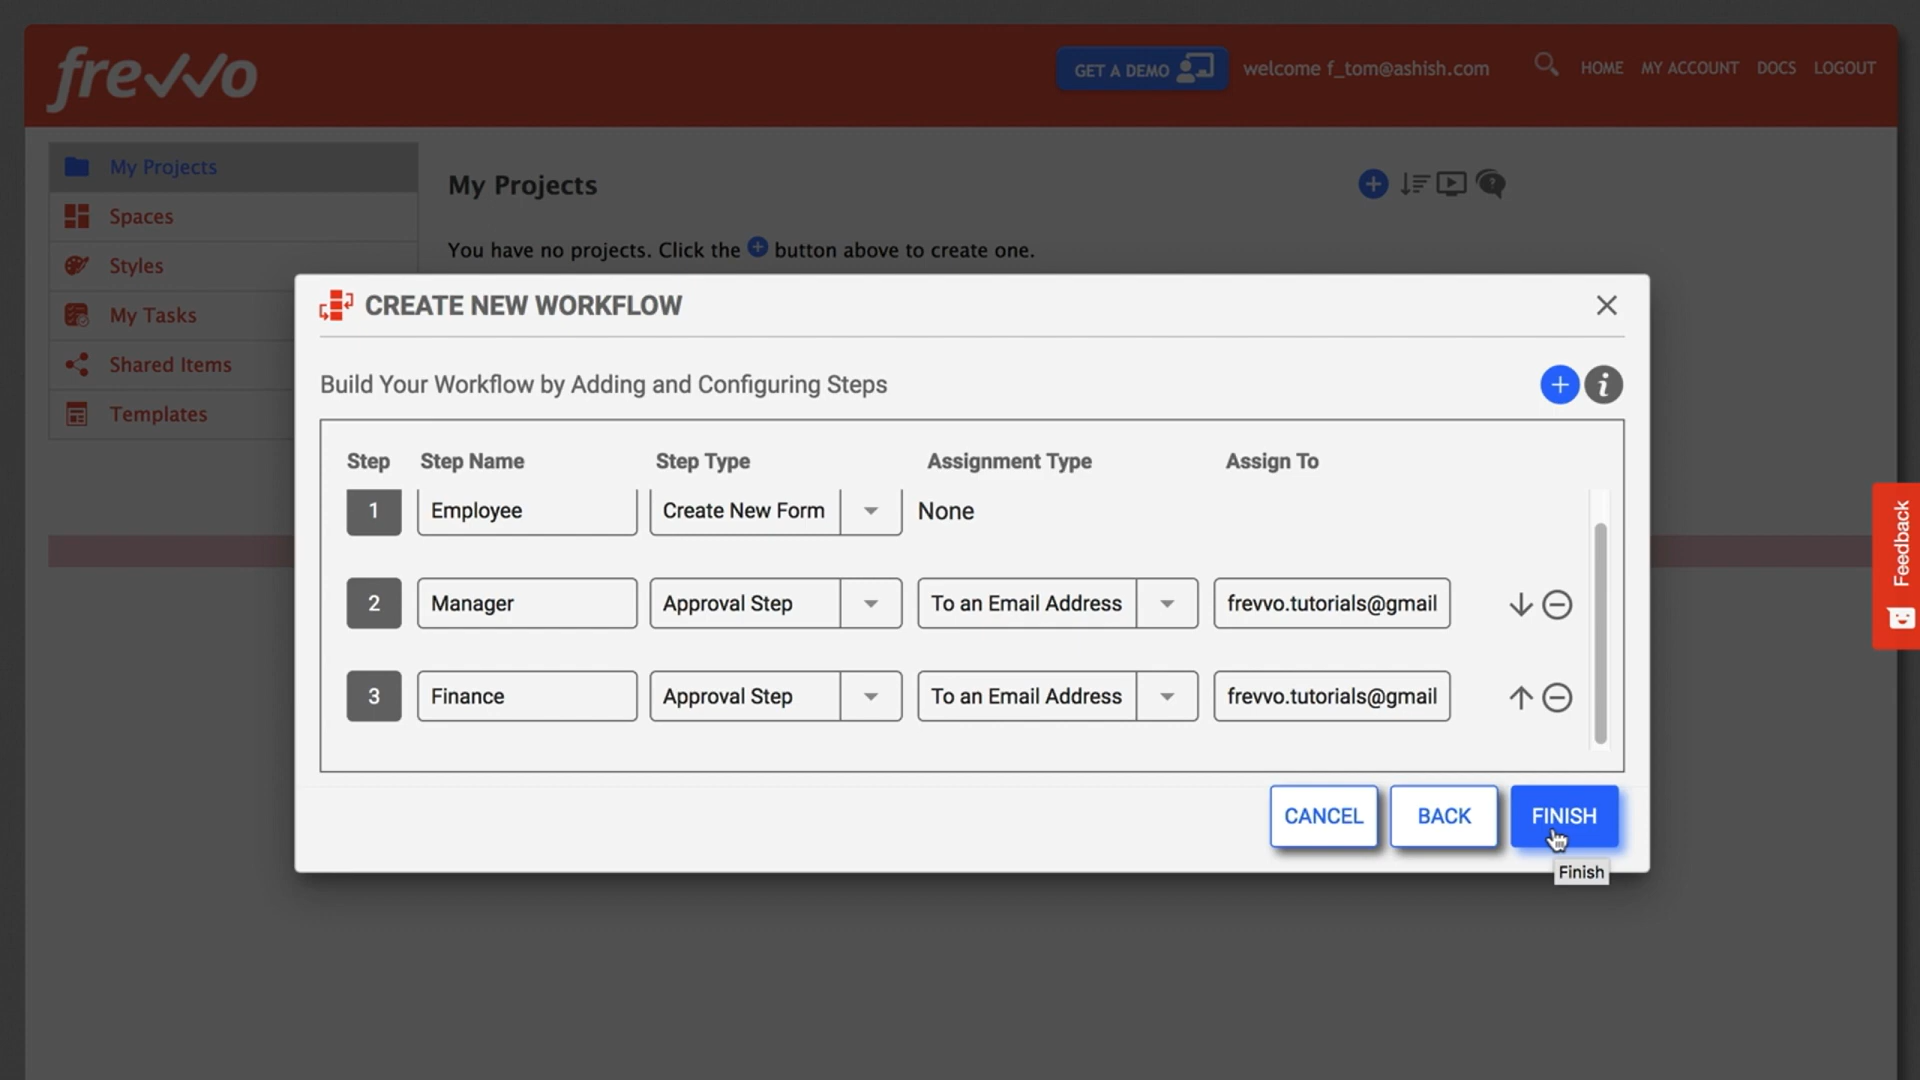 frevvo
GET A DEMO
welcome f_tom@ashish.com
HOME
MY ACCOUNT
DOCS
LOGOUT
My Projects
Spaces
Styles
My Tasks
Shared Items
Templates
My Projects
You have no projects. Click the + button above to create one.
CREATE NEW WORKFLOW
Build Your Workflow by Adding and Configuring Steps
Step Step Name Step Type Assignment Type Assign To
1 Employee Create New Form None
2 Manager Approval Step To an Email Address frevvo.tutorials@gmail
3 Finance Approval Step To an Email Address frevvo.tutorials@gmail
CANCEL BACK FINISH
Finish
Feedback